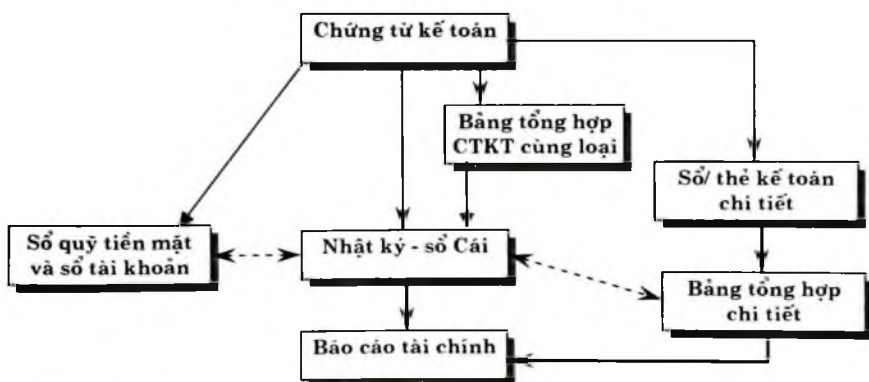 Chứng từ kế toán
Bảng tổng hợp
CTKT cùng loại
Sổ/ thẻ kế toán
chi tiết
Sổ quỹ tiền mặt
và sổ tài khoản
Nhật ký - sổ Cái
Bảng tổng hợp
chi tiết
Báo cáo tài chính